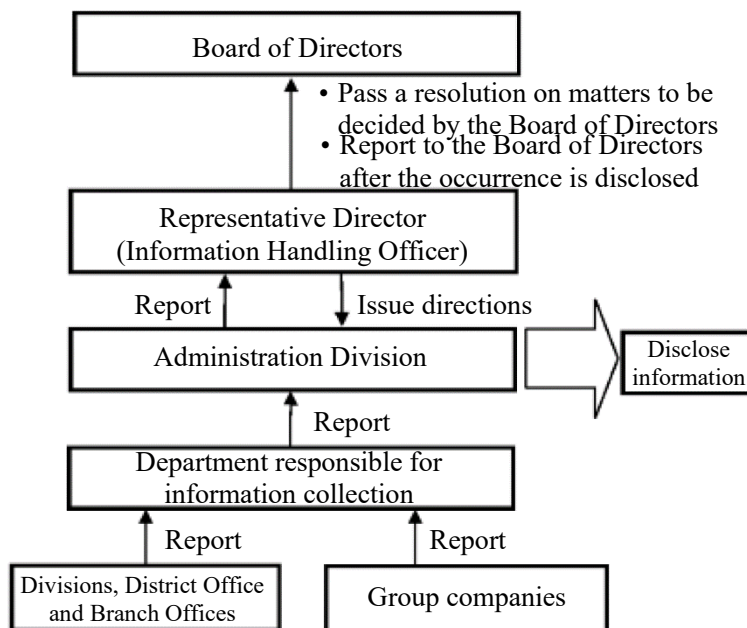 Board of Directors
• Pass a resolution on matters to be
decided by the Board of Directors
• Report to the Board of Directors
after the occurrence is disclosed
Representative Director
(Information Handling Officer)
Report
Issue directions
Administration Division
Disclose
information
Report
Department responsible for
information collection
Report
Report
Divisions, District Office
and Branch Offices
Group companies